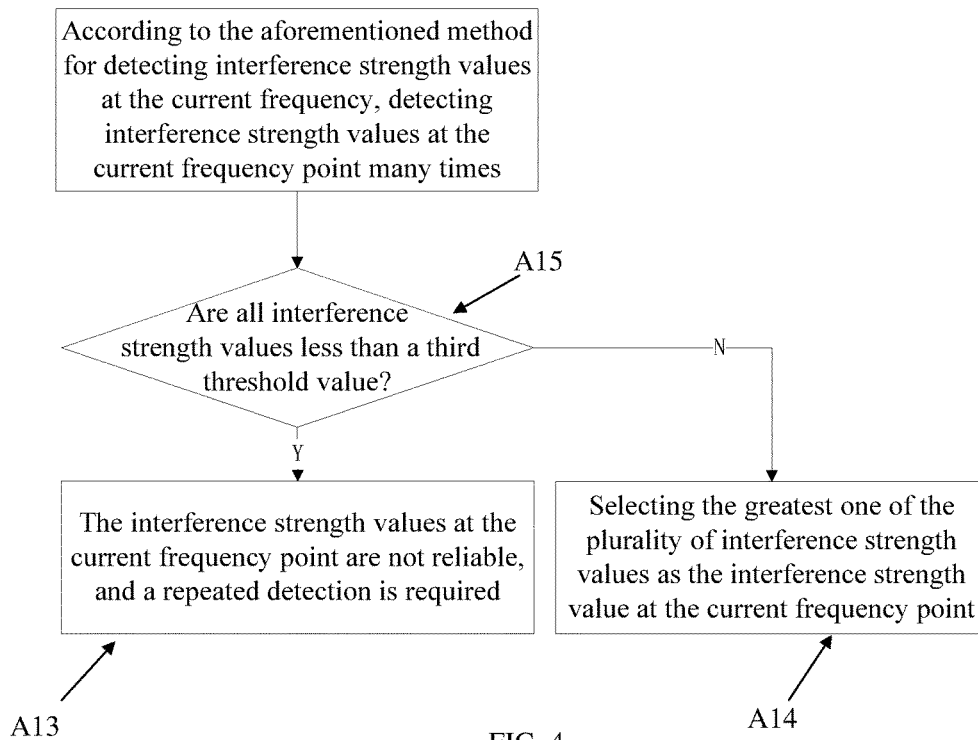 According to the aforementioned method
for detecting interference strength values
at the current frequency, detecting
interference strength values at the
current frequency point many times
A15
Are all interference
strength values less than a third
threshold value?
N
Y
The interference strength values at the
current frequency point are not reliable,
and a repeated detection is required
Selecting the greatest one of the
plurality of interference strength
values as the interference strength
value at the current frequency point
A13
A14
FIG. 4